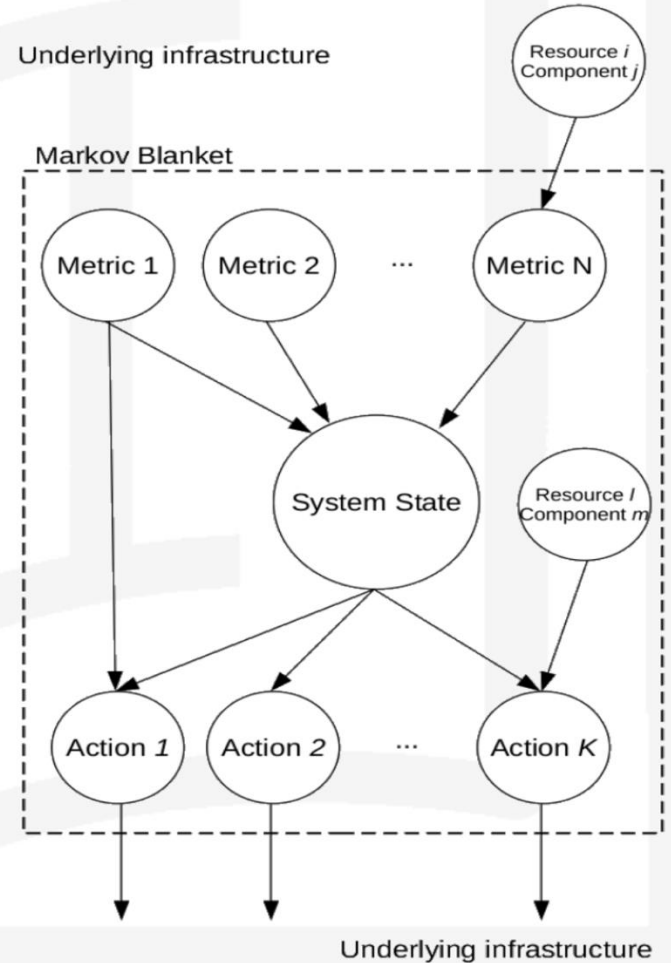 Underlying infrastructure
Resource i
Component j
Markov Blanket
Metric 1
Metric 2
...
Metric N
System State
Resource l
Component m
Action 1
Action 2
...
Action K
Underlying infrastructure